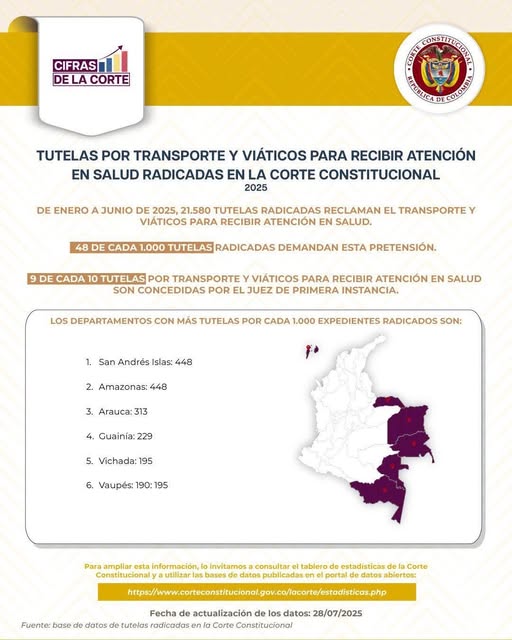 CIFRAS
DE LA CORTE
CORTE CONSTITUCIONAL
REPÚBLICA DE COLOMBIA
TUTELAS POR TRANSPORTE Y VIÁTICOS PARA RECIBIR ATENCIÓN
EN SALUD RADICADAS EN LA CORTE CONSTITUCIONAL
2025
DE ENERO A JUNIO DE 2025, 21.580 TUTELAS RADICADAS RECLAMAN EL TRANSPORTE Y
VIÁTICOS PARA RECIBIR ATENCIÓN EN SALUD.
48 DE CADA 1.000 TUTELAS RADICADAS DEMANDAN ESTA PRETENSIÓN.
9 DE CADA 10 TUTELAS POR TRANSPORTE Y VIÁTICOS PARA RECIBIR ATENCIÓN EN SALUD
SON CONCEDIDAS POR EL JUEZ DE PRIMERA INSTANCIA.
LOS DEPARTAMENTOS CON MÁS TUTELAS POR CADA 1.000 EXPEDIENTES RADICADOS SON:
1. San Andrés Islas: 448
2. Amazonas: 448
3. Arauca: 313
4. Guainía: 229
5. Vichada: 195
6. Vaupés: 190: 195
Para ampliar esta información, lo invitamos a consultar el tablero de estadísticas de la Corte
Constitucional y a utilizar las bases de datos publicadas en el portal de datos abiertos:
https://www.corteconstitucional.gov.co/lacorte/estadisticas.php
Fecha de actualización de los datos: 28/07/2025
Fuente: base de datos de tutelas radicadas en la Corte Constitucional